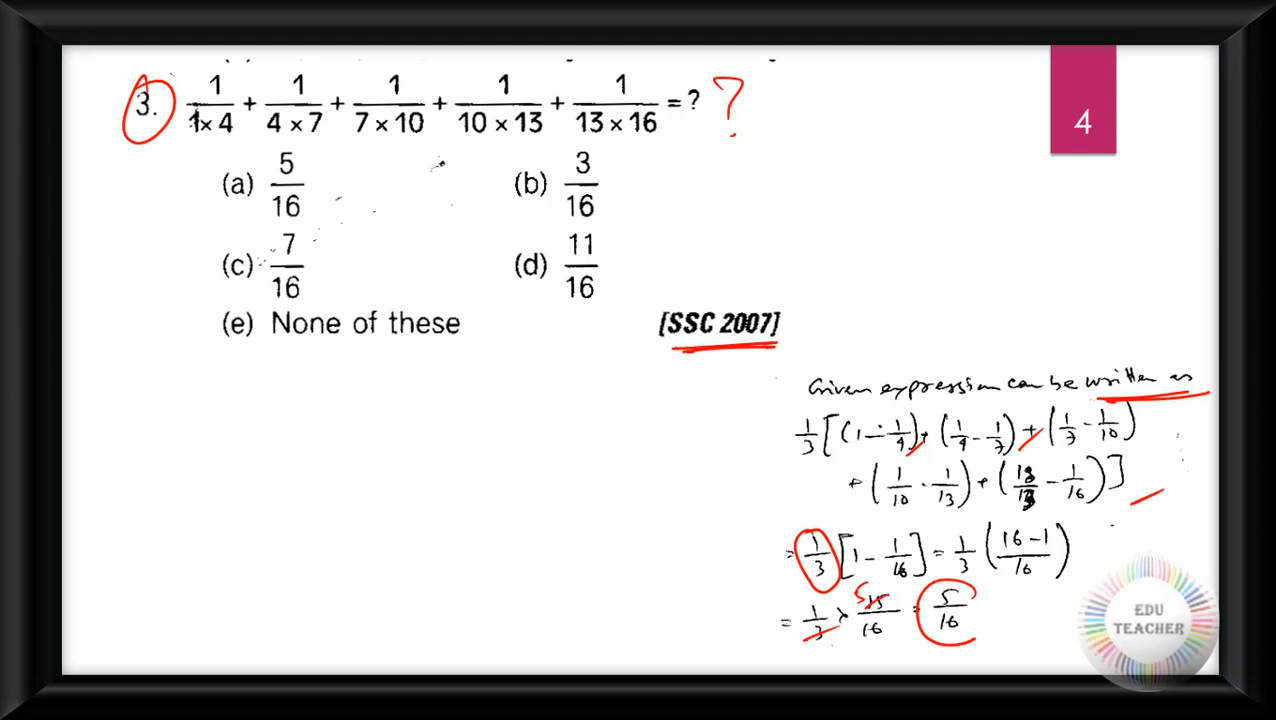 4
3. 1/(1×4) + 1/(4×7) + 1/(7×10) + 1/(10×13) + 1/(13×16) = ? ?
(a) 5/16 (b) 3/16
(c) 7/16 (d) 11/16
(e) None of these [SSC 2007]
Given expression can be written as
1/3 [(1 - 1/4) + (1/4 - 1/7) + (1/7 - 1/10)
+ (1/10 - 1/13) + ( - 1/16)]
= 1/3 [1 - 1/16] = 1/3 ((16-1)/16)
= 1/3 × 15/16 5 = 5/16
EDU
TEACHER